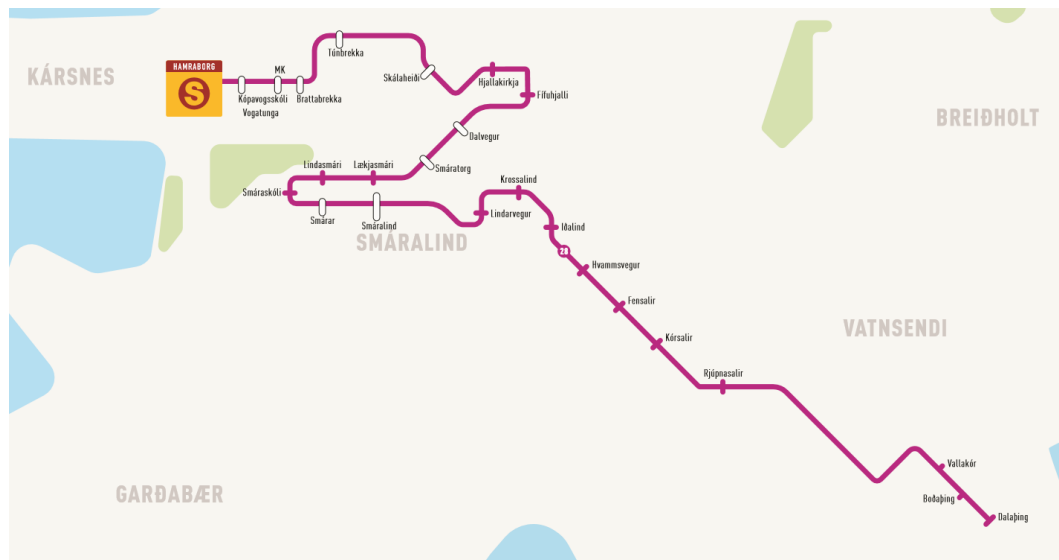 KÁRSNES
HAMRABORG
S
Kópavogsskóli
Vogatunga
MK
Brattabrekka
Túnbrekka
Skálaheiði
Hjallakirkja
Fífuhjalli
Dalvegur
Smáratorg
Lækjasmári
Lindasmári
Smáraskóli
Smárar
Smáralind
SMÁRALIND
Lindarvegur
Krossalind
Iðalind
28
Hvammsvegur
Fensalir
Kórsalir
Rjúpnasalir
Vallakór
Boðaþing
Dalaþing
BREIÐHOLT
VATNSENDI
GARÐABÆR